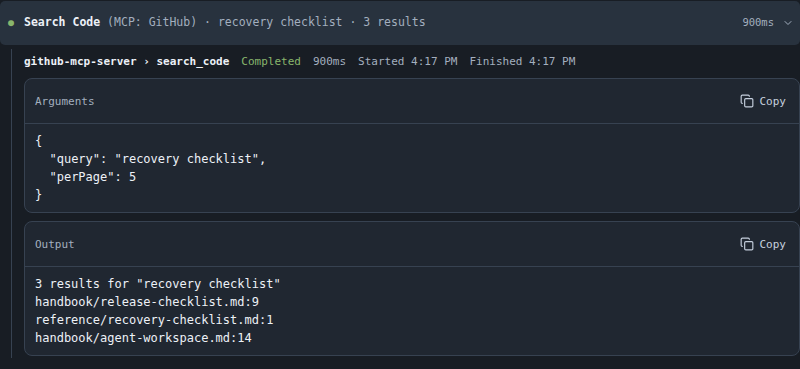 Search Code (MCP: GitHub) · recovery checklist · 3 results 900ms
github-mcp-server › search_code Completed 900ms Started 4:17 PM Finished 4:17 PM
Arguments Copy
{
  "query": "recovery checklist",
  "perPage": 5
}
Output Copy
3 results for "recovery checklist"
handbook/release-checklist.md:9
reference/recovery-checklist.md:1
handbook/agent-workspace.md:14